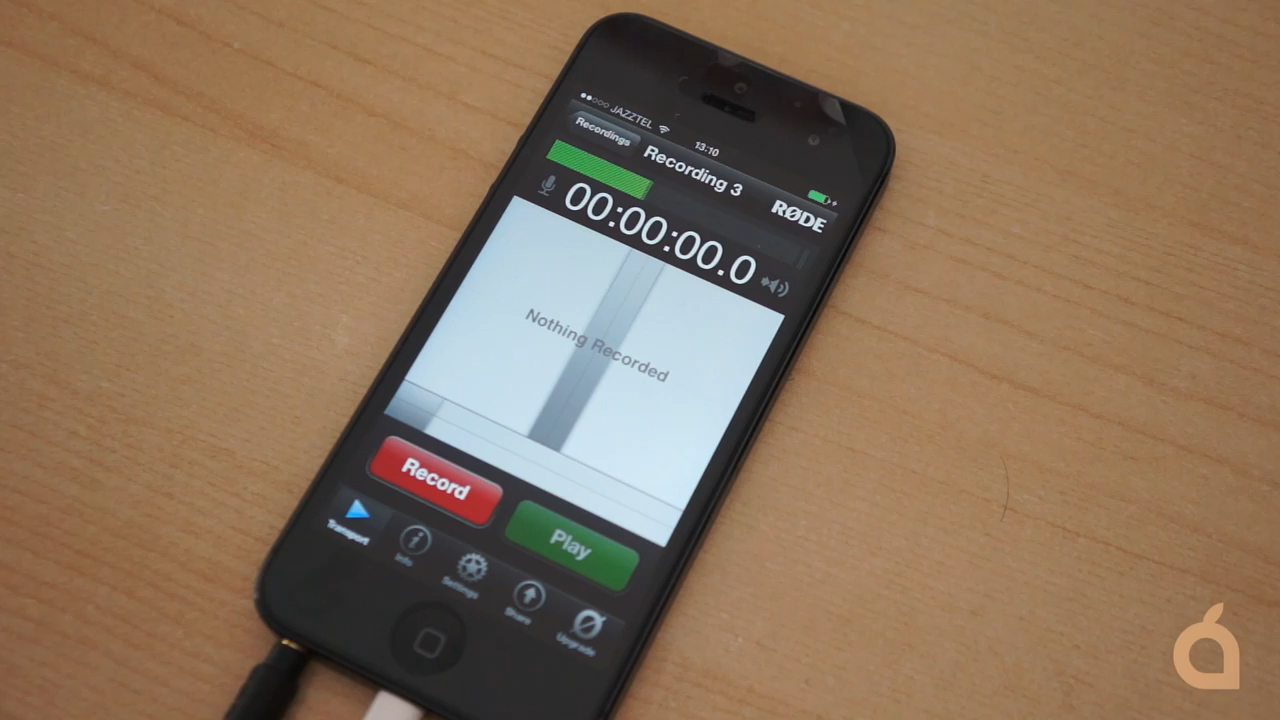 JAZZTEL
13:10
Recordings
Recording 3
RØDE
00:00:00.0
Nothing Recorded
Record
Play
Transport
Info
Settings
Share
Upgrade